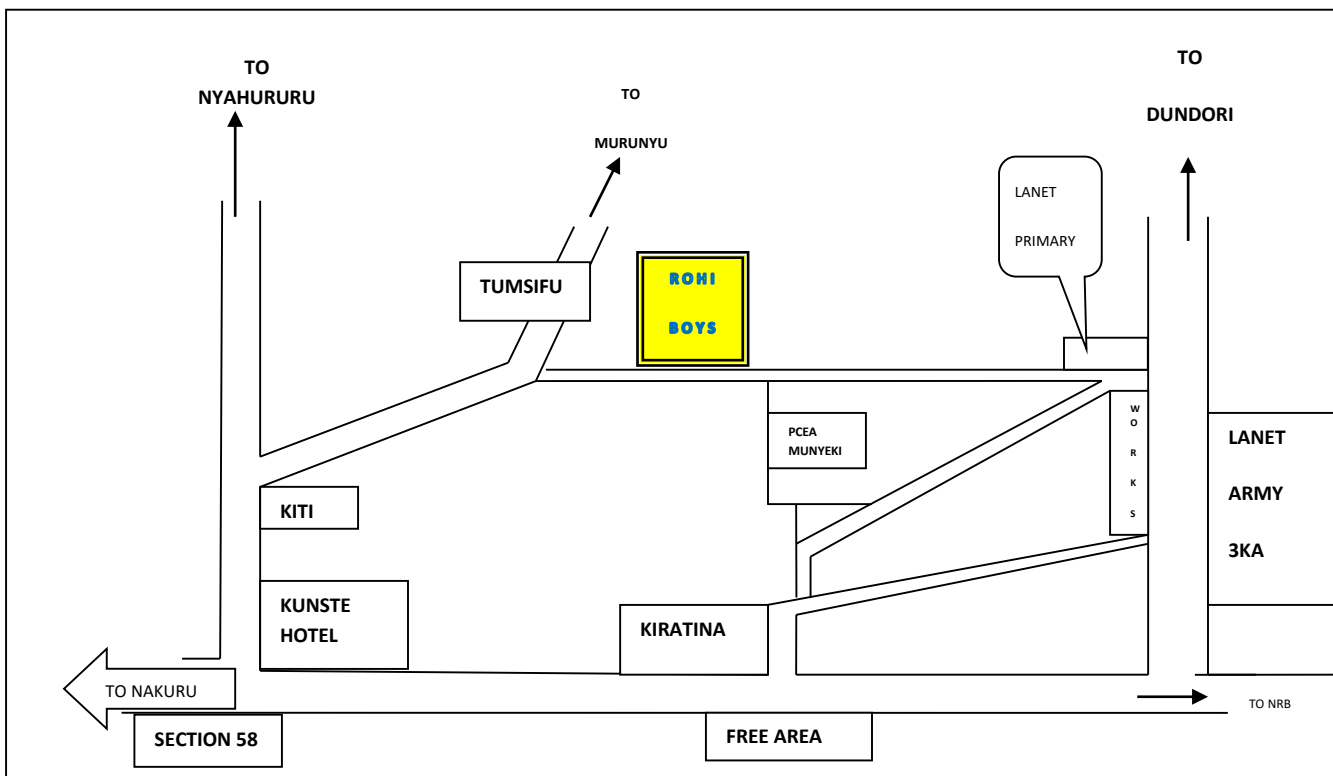 TO
NYAHURURU
TO
MURUNYU
TO
DUNDORI
LANET
PRIMARY
TUMSIFU
ROHI
BOYS
PCEA
MUNYEKI
W
O
R
K
S
LANET
ARMY
3KA
KITI
KUNSTE
HOTEL
KIRATINA
TO NAKURU
TO NRB
SECTION 58
FREE AREA